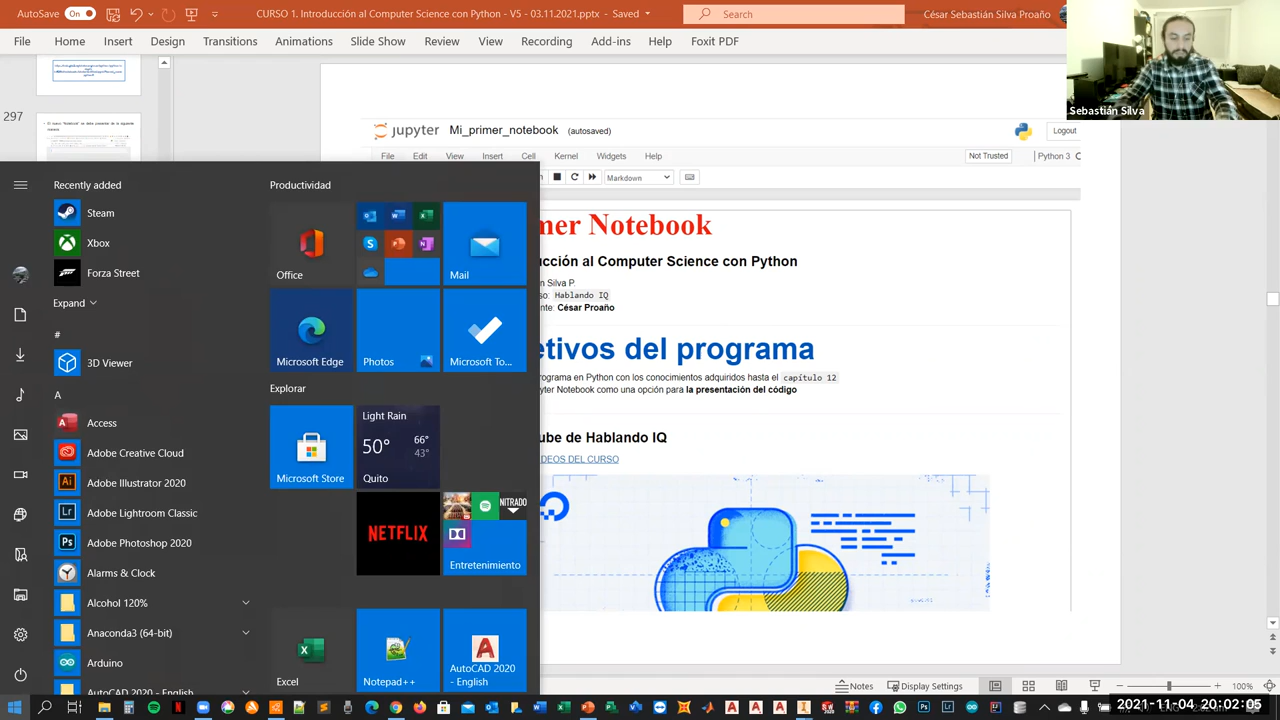 AutoSave On
Computer Science con Python - V5 - 03.11.2021.pptx
Search
César Sebastián Silva Proaño
File Home Insert Design Transitions Animations Slide Show Review View Recording Add-ins Help Foxit PDF
Sebastián Silva
297
jupyter Mi_primer_notebook (autosaved)
Logout
File Edit View Insert Cell Kernel Widgets Help
Not Trusted
Python 3
Markdown
mer Notebook
cción al Computer Science con Python
n Silva P.
so: Hablando IQ
nte: César Proaño
etivos del programa
rograma en Python con los conocimientos adquiridos hasta el capítulo 12
yter Notebook como una opción para la presentación del código
ube de Hablando IQ
DEOS DEL CURSO
Recently added
Steam
Xbox
Forza Street
Expand
#
3D Viewer
A
Access
Adobe Creative Cloud
Adobe Illustrator 2020
Adobe Lightroom Classic
Adobe Photoshop 2020
Alarms & Clock
Alcohol 120%
Anaconda3 (64-bit)
Arduino
AutoCAD 2020 - English
Productividad
Office
Mail
Microsoft Edge
Photos
Microsoft To...
Explorar
Microsoft Store
Light Rain
50° 66°
43°
Quito
NETFLIX
NITRADO
Entretenimiento
Excel
Notepad++
AutoCAD 2020
- English
Notes
Display Settings
100%
2021-11-04 20:02:05